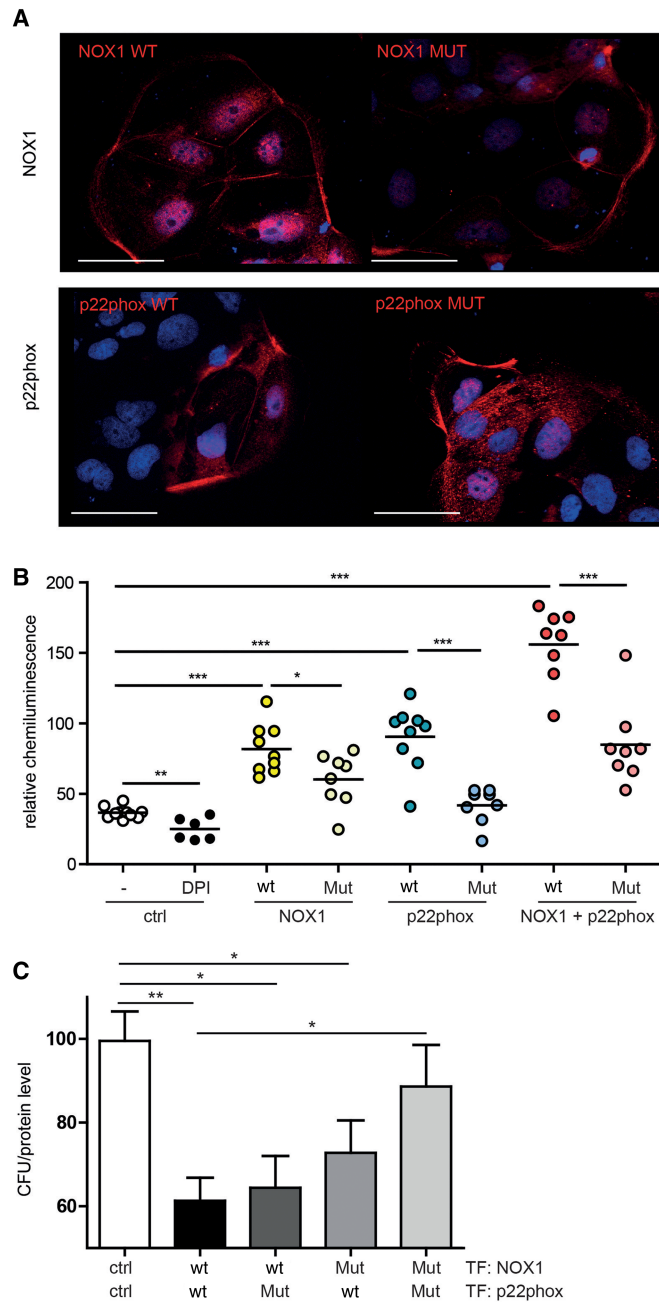 A
NOX1 WT
NOX1 MUT
NOX1
p22phox WT
p22phox MUT
p22phox
B
relative chemiluminescence
200
150
100
50
0
***
***
***
***
***
*
**
- DPI wt Mut wt Mut wt Mut
ctrl NOX1 p22phox NOX1 + p22phox
C
CFU/protein level
100
80
60
*
*
**
*
ctrl wt wt Mut Mut TF: NOX1
ctrl wt Mut wt Mut TF: p22phox